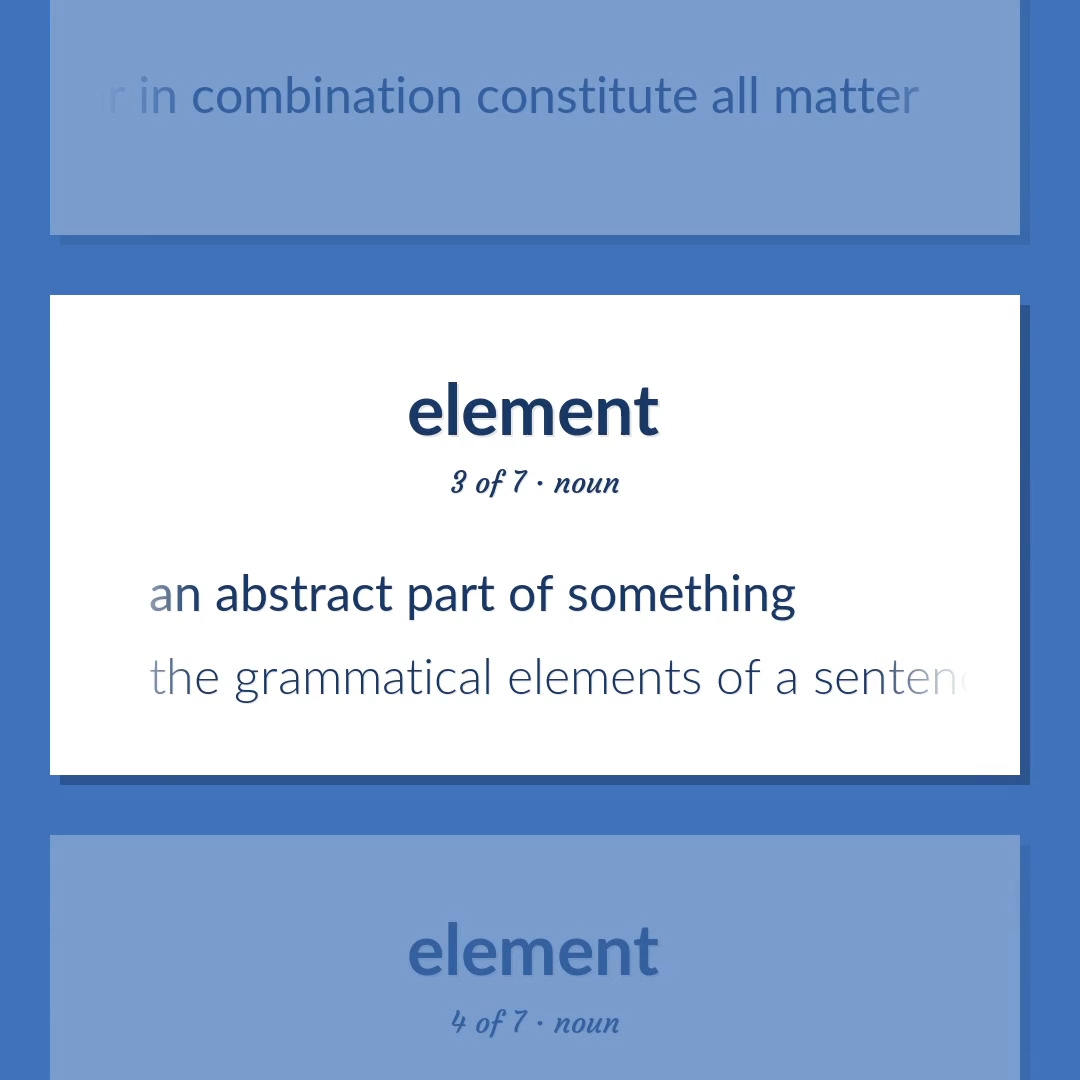 in combination constitute all matter
element
3 of 7 · noun
an abstract part of something
the grammatical elements of a
element
4 of 7 · noun